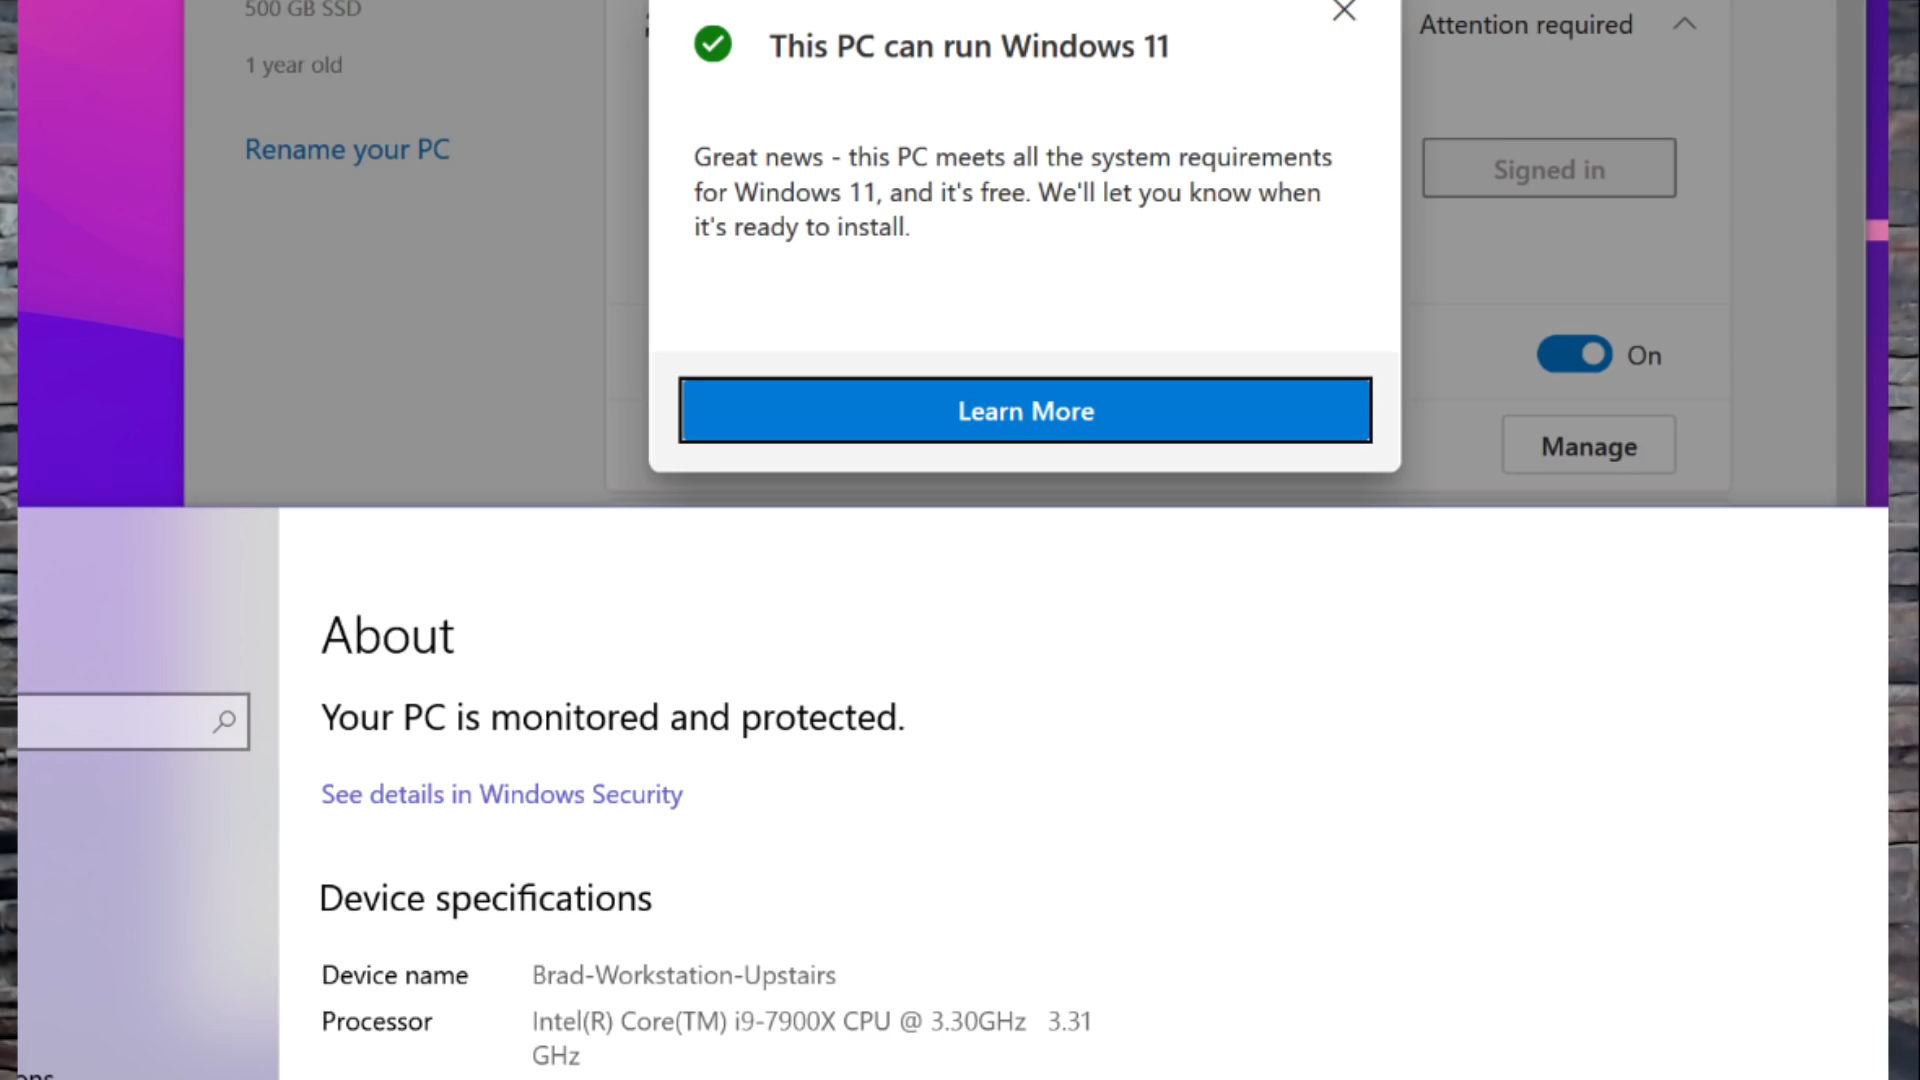 500 GB SSD
1 year old
Rename your PC
This PC can run Windows 11
Great news - this PC meets all the system requirements
for Windows 11, and it's free. We'll let you know when
it's ready to install.
Learn More
Attention required
Signed in
On
Manage
About
Your PC is monitored and protected.
See details in Windows Security
Device specifications
Device name Brad-Workstation-Upstairs
Processor Intel(R) Core(TM) i9-7900X CPU @ 3.30GHz 3.31
GHz